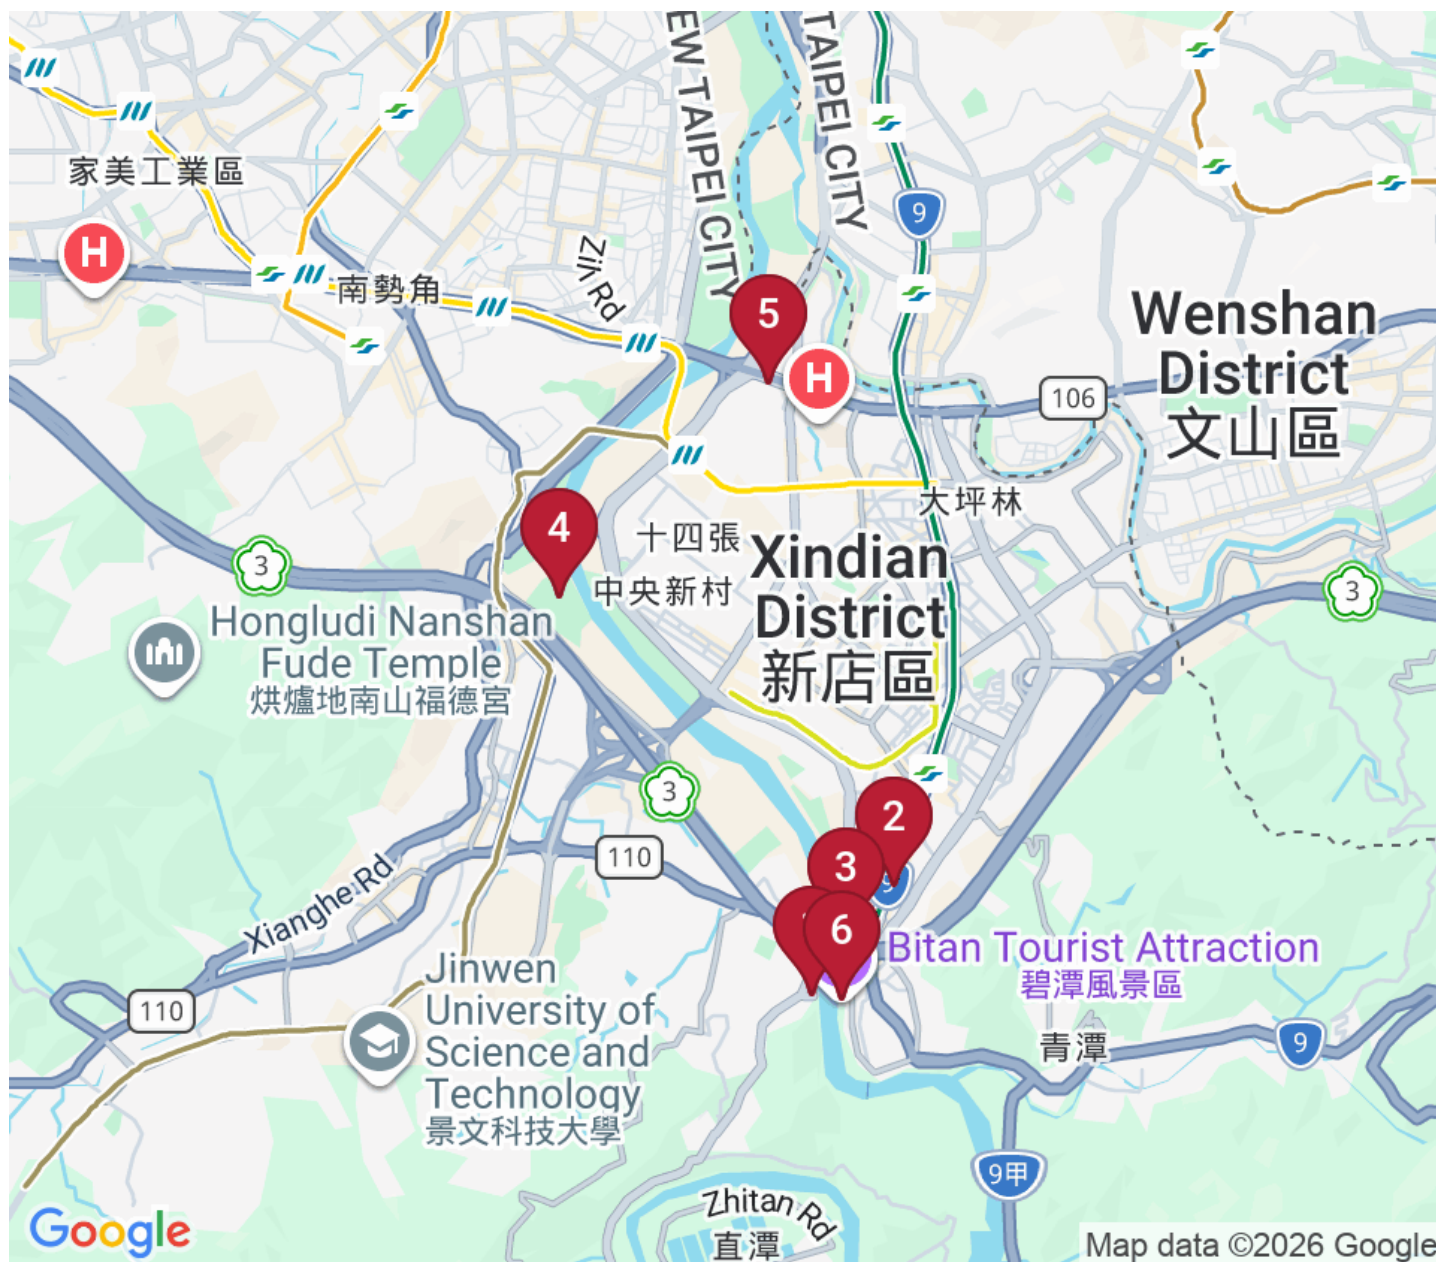 NEW TAIPEI CITY
TAIPEI CITY
家美工業區
H
9
南勢角
Zih Rd
5
H
Wenshan
District
文山區
106
大坪林
4
十四張
中央新村
Xindian
District
新店區
3
3
Hongludi Nanshan
Fude Temple
烘爐地南山福德宮
3
110
2
3
9
6
Xianghe Rd
Bitan Tourist Attraction
碧潭風景區
Jinwen
University of
Science and
Technology
景文科技大學
110
青潭
9
9甲
Zhitan Rd
直潭
Google
Map data ©2026 Google